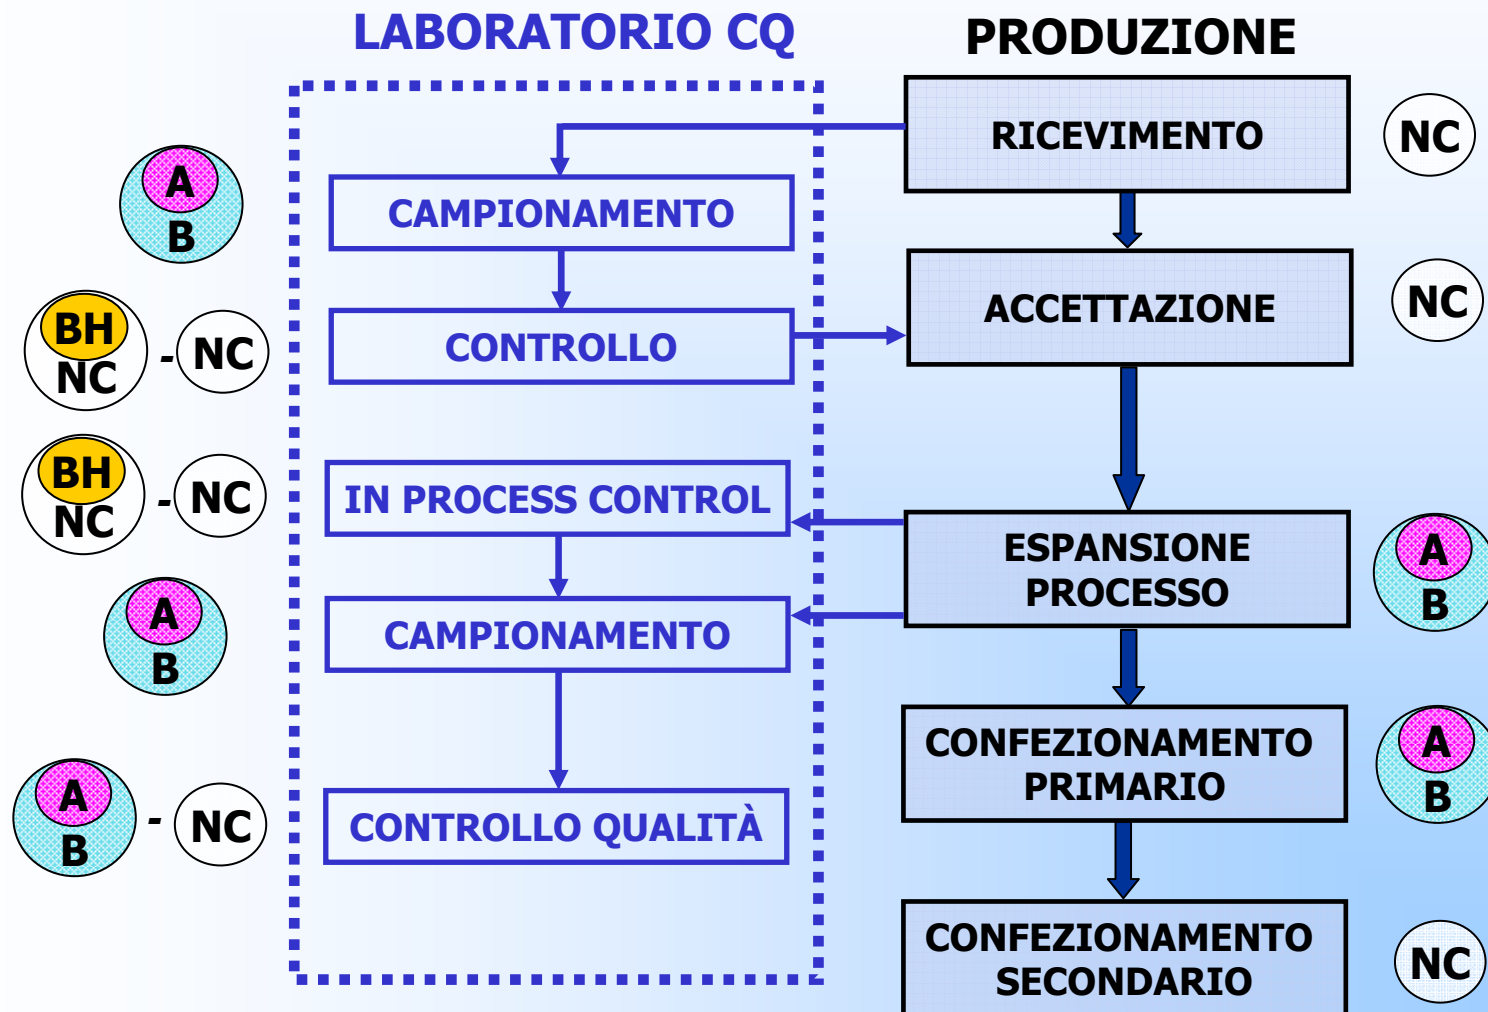 LABORATORIO CQ
PRODUZIONE
RICEVIMENTO
NC
A
B
CAMPIONAMENTO
ACCETTAZIONE
NC
BH
NC
-
NC
CONTROLLO
BH
NC
-
NC
IN PROCESS CONTROL
ESPANSIONE
PROCESSO
A
B
A
B
CAMPIONAMENTO
CONFEZIONAMENTO
PRIMARIO
A
B
A
B
-
NC
CONTROLLO QUALITÀ
CONFEZIONAMENTO
SECONDARIO
NC